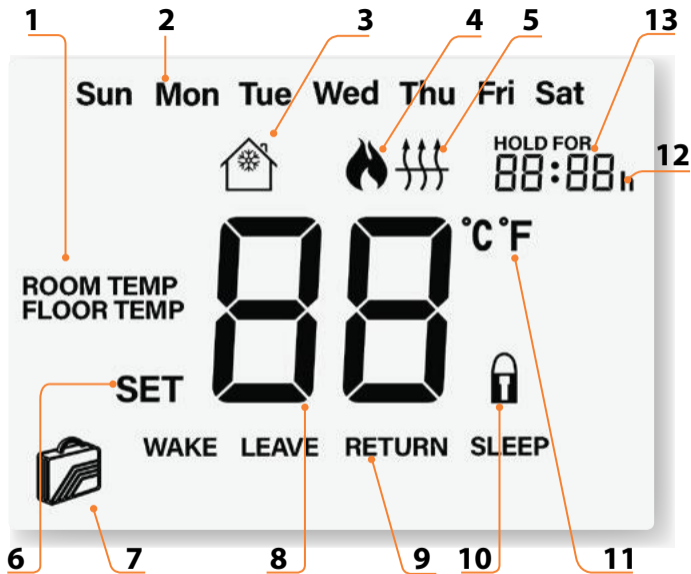 1 2 3 4 5 13
Sun Mon Tue Wed Thu Fri Sat
HOLD FOR
88:88h 12
88 °C °F
ROOM TEMP
FLOOR TEMP
SET
WAKE LEAVE RETURN SLEEP
6 7 8 9 10 11